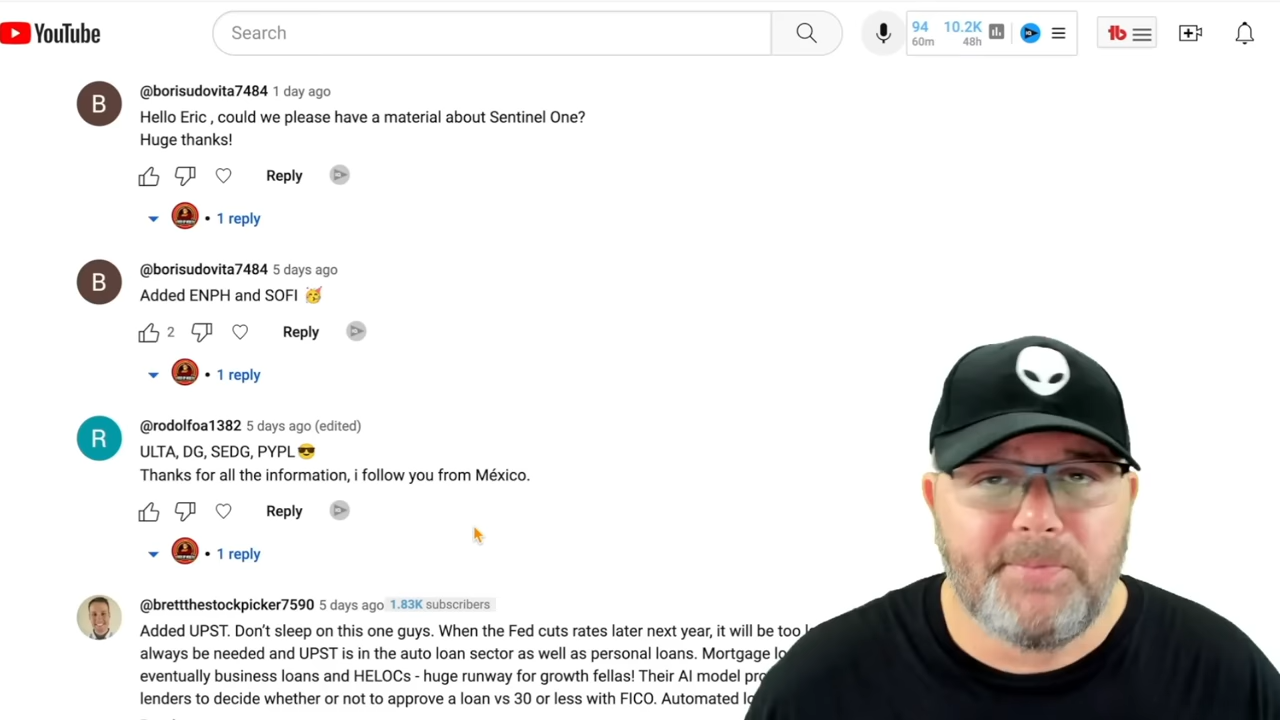 YouTube
Search
94 10.2K
60m 48h
@borisudovita7484 1 day ago
Hello Eric , could we please have a material about Sentinel One?
Huge thanks!
Reply
1 reply
@borisudovita7484 5 days ago
Added ENPH and SOFI 🥳
2 Reply
1 reply
@rodolfoa1382 5 days ago (edited)
ULTA, DG, SEDG, PYPL😎
Thanks for all the information, i follow you from México.
Reply
1 reply
@brettthestockpicker7590 5 days ago 1.83K subscribers
Added UPST. Don't sleep on this one guys. When the Fed cuts rates later next year, it will be too
always be needed and UPST is in the auto loan sector as well as personal loans. Mortgage
eventually business loans and HELOCs - huge runway for growth fellas! Their AI model
lenders to decide whether or not to approve a loan vs 30 or less with FICO. Automated